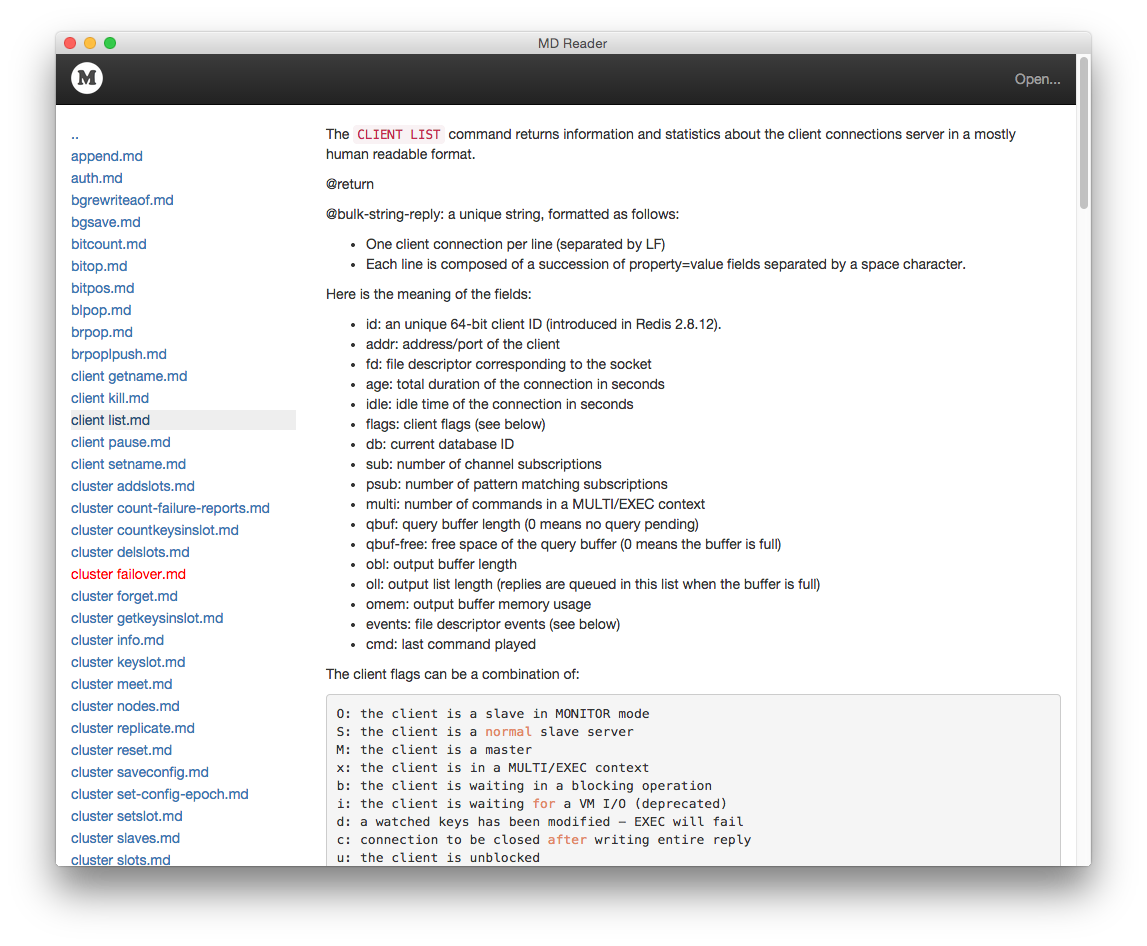 MD Reader
M
Open...
..
append.md
auth.md
bgrewriteaof.md
bgsave.md
bitcount.md
bitop.md
bitpos.md
blpop.md
brpop.md
brpoplpush.md
client getname.md
client kill.md
client list.md
client pause.md
client setname.md
cluster addslots.md
cluster count-failure-reports.md
cluster countkeysinslot.md
cluster delslots.md
cluster failover.md
cluster forget.md
cluster getkeysinslot.md
cluster info.md
cluster keyslot.md
cluster meet.md
cluster nodes.md
cluster replicate.md
cluster reset.md
cluster saveconfig.md
cluster set-config-epoch.md
cluster setslot.md
cluster slaves.md
cluster slots.md
The CLIENT LIST command returns information and statistics about the client connections server in a mostly
human readable format.
@return
@bulk-string-reply: a unique string, formatted as follows:
• One client connection per line (separated by LF)
• Each line is composed of a succession of property=value fields separated by a space character.
Here is the meaning of the fields:
• id: an unique 64-bit client ID (introduced in Redis 2.8.12).
• addr: address/port of the client
• fd: file descriptor corresponding to the socket
• age: total duration of the connection in seconds
• idle: idle time of the connection in seconds
• flags: client flags (see below)
• db: current database ID
• sub: number of channel subscriptions
• psub: number of pattern matching subscriptions
• multi: number of commands in a MULTI/EXEC context
• qbuf: query buffer length (0 means no query pending)
• qbuf-free: free space of the query buffer (0 means the buffer is full)
• obl: output buffer length
• oll: output list length (replies are queued in this list when the buffer is full)
• omem: output buffer memory usage
• events: file descriptor events (see below)
• cmd: last command played
The client flags can be a combination of:
O: the client is a slave in MONITOR mode
S: the client is a normal slave server
M: the client is a master
x: the client is in a MULTI/EXEC context
b: the client is waiting in a blocking operation
i: the client is waiting for a VM I/O (deprecated)
d: a watched keys has been modified – EXEC will fail
c: connection to be closed after writing entire reply
u: the client is unblocked